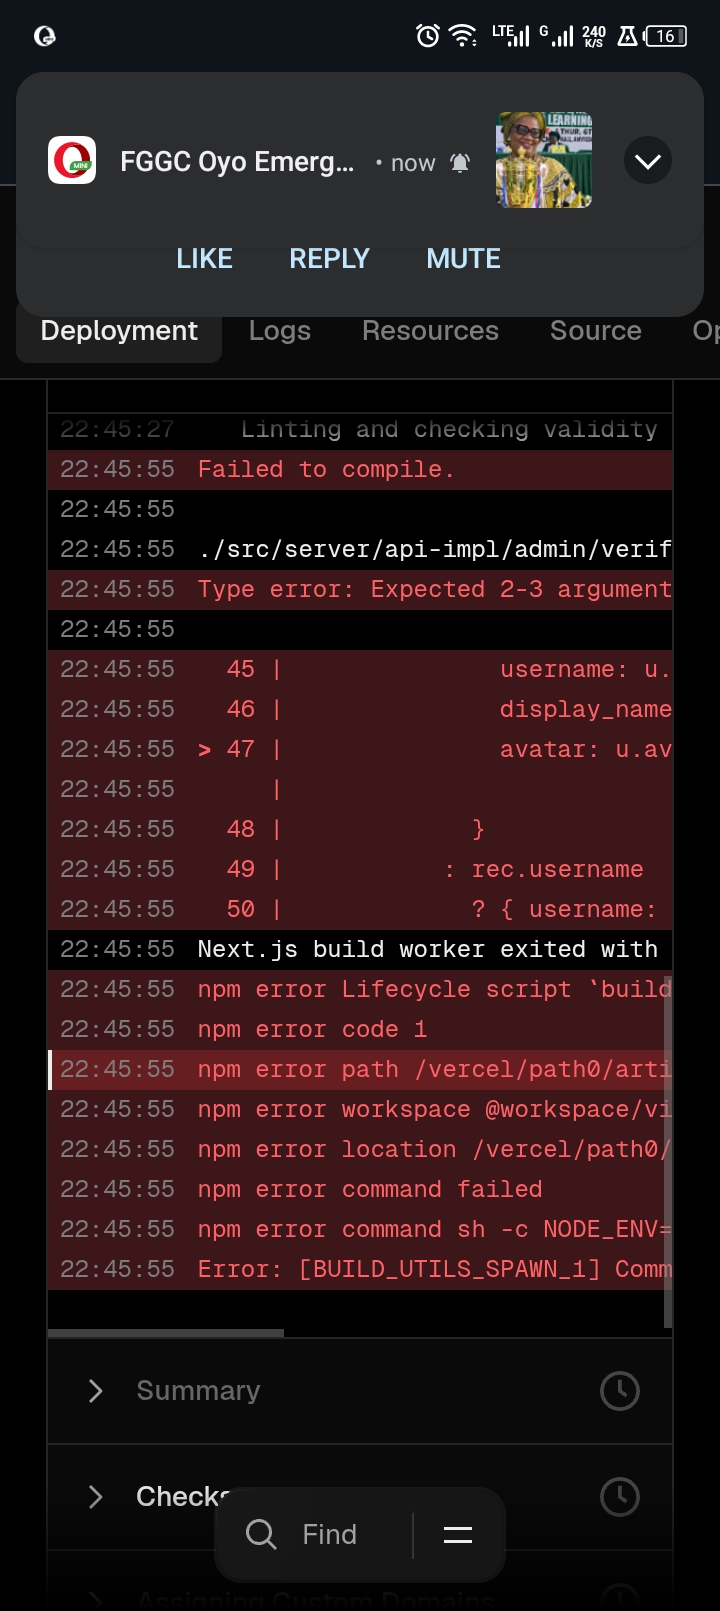 LTE
G
240
K/S
16
MINI
FGGC Oyo Emerg... • now
LEARNING
LIKE REPLY MUTE
Deployment Logs Resources Source Op
22:45:27 Linting and checking validity
22:45:55 Failed to compile.
22:45:55
22:45:55 ./src/server/api-impl/admin/verif
22:45:55 Type error: Expected 2-3 argument
22:45:55
22:45:55 45 | username: u.
22:45:55 46 | display_name
22:45:55 > 47 | avatar: u.av
22:45:55 |
22:45:55 48 | }
22:45:55 49 | : rec.username
22:45:55 50 | ? { username:
22:45:55 Next.js build worker exited with
22:45:55 npm error Lifecycle script `build
22:45:55 npm error code 1
22:45:55 npm error path /vercel/path0/arti
22:45:55 npm error workspace @workspace/vi
22:45:55 npm error location /vercel/path0/
22:45:55 npm error command failed
22:45:55 npm error command sh -c NODE_ENV=
22:45:55 Error: [BUILD_UTILS_SPAWN_1] Comm
Summary
Checks
Find
Assigning Custom Domains